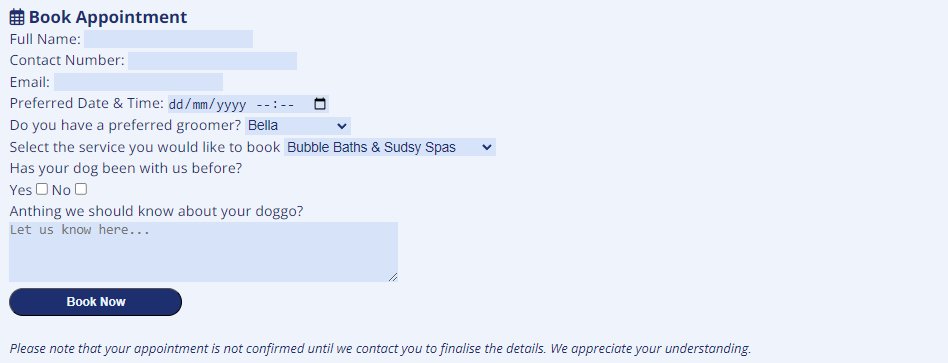 Book Appointment
Full Name:
Contact Number:
Email:
Preferred Date & Time: dd/mm/yyyy --:--
Do you have a preferred groomer? Bella
Select the service you would like to book Bubble Baths & Sudsy Spas
Has your dog been with us before?
Yes No
Anthing we should know about your doggo?
Let us know here...
Book Now
Please note that your appointment is not confirmed until we contact you to finalise the details. We appreciate your understanding.